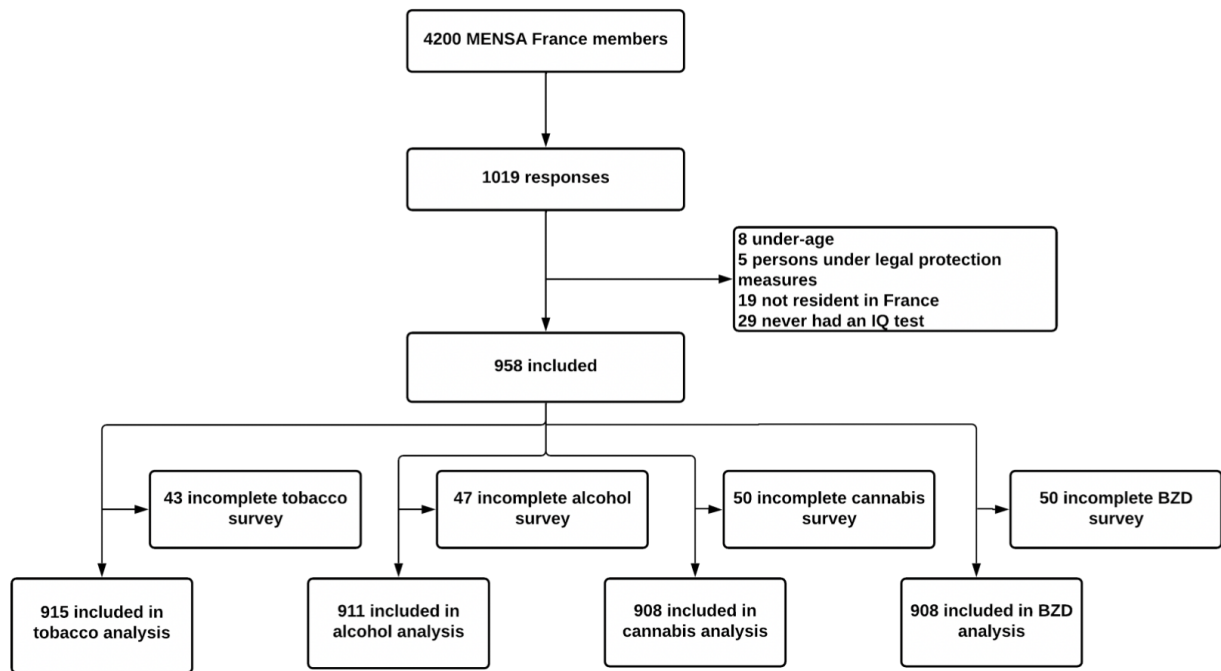 4200 MENSA France members
1019 responses
8 under-age
5 persons under legal protection
measures
19 not resident in France
29 never had an IQ test
958 included
43 incomplete tobacco
survey
47 incomplete alcohol
survey
50 incomplete cannabis
survey
50 incomplete BZD
survey
915 included in
tobacco analysis
911 included in
alcohol analysis
908 included in
cannabis analysis
908 included in BZD
analysis